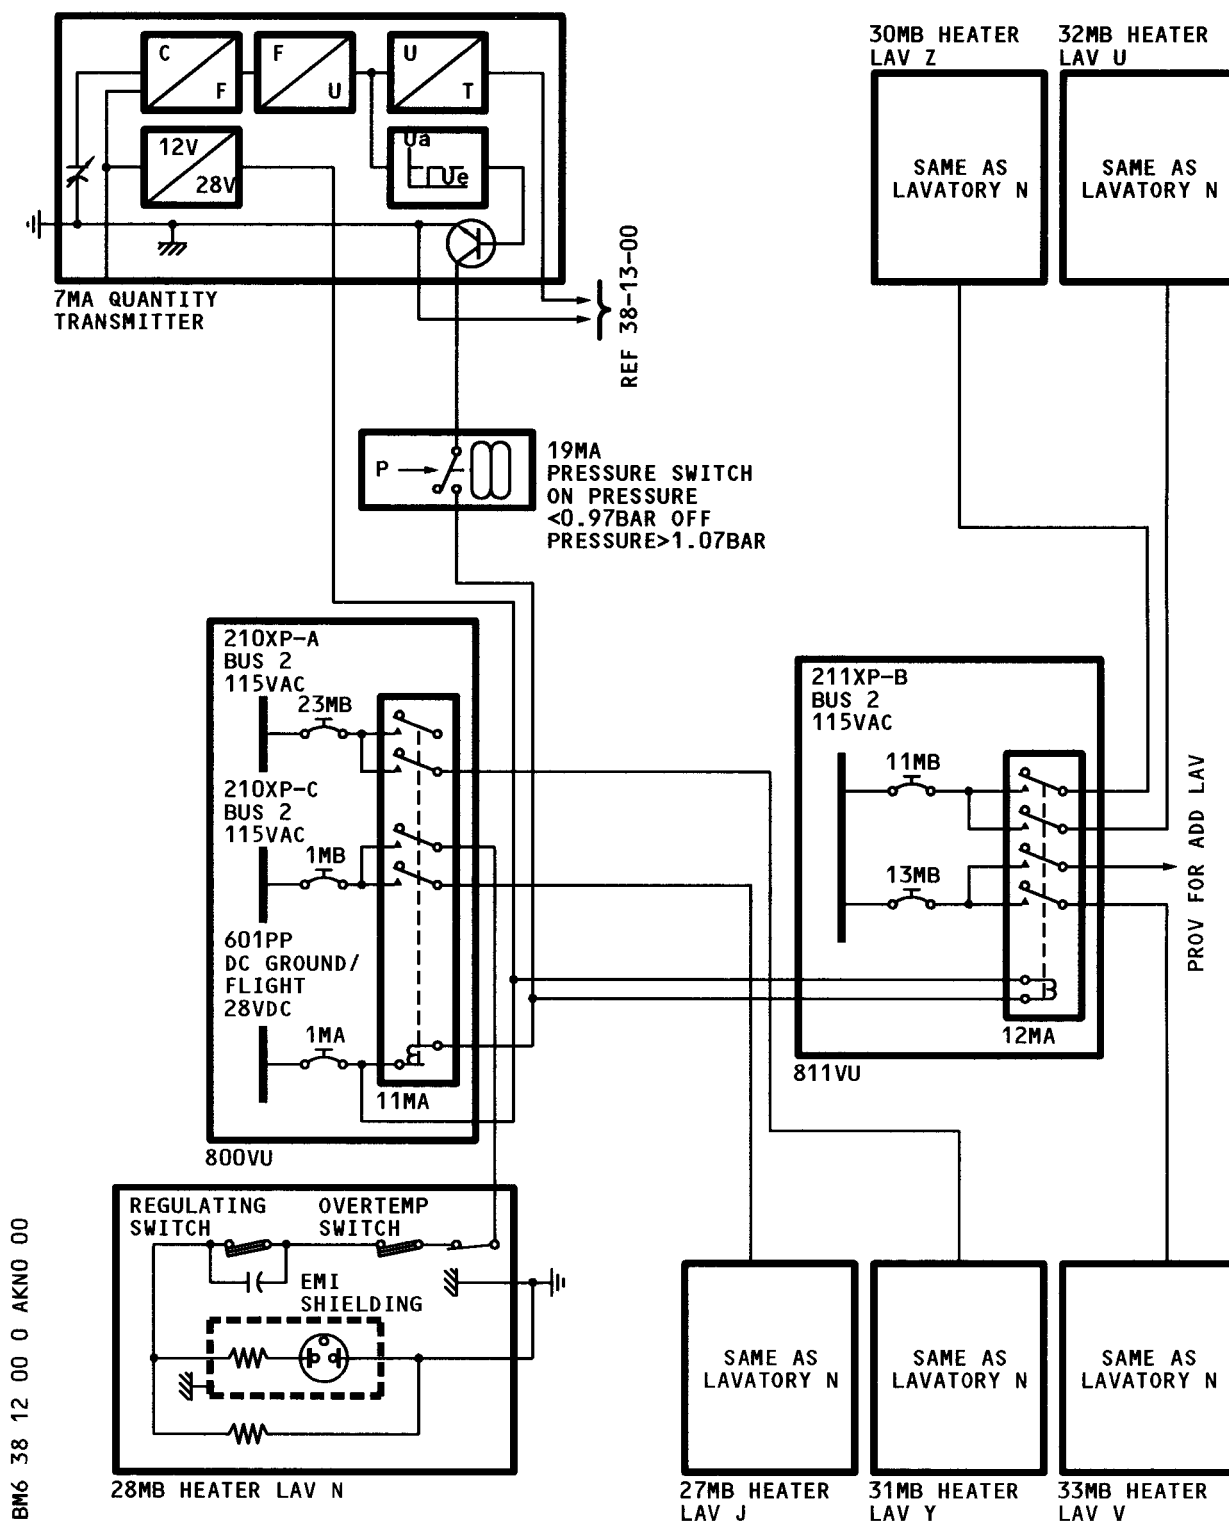 C
F
F
U
U
T
12V
28V
Ua
Ue
7MA QUANTITY
TRANSMITTER
REF 38-13-00
30MB HEATER
LAV Z
32MB HEATER
LAV U
SAME AS
LAVATORY N
SAME AS
LAVATORY N
P
19MA
PRESSURE SWITCH
ON PRESSURE
<0.97BAR OFF
PRESSURE>1.07BAR
210XP-A
BUS 2
115VAC
23MB
210XP-C
BUS 2
115VAC
1MB
601PP
DC GROUND/
FLIGHT
28VDC
1MA
11MA
800VU
211XP-B
BUS 2
115VAC
11MB
13MB
12MA
811VU
PROV FOR ADD LAV
REGULATING
SWITCH
OVERTEMP
SWITCH
EMI
SHIELDING
28MB HEATER LAV N
SAME AS
LAVATORY N
SAME AS
LAVATORY N
SAME AS
LAVATORY N
27MB HEATER
LAV J
31MB HEATER
LAV Y
33MB HEATER
LAV V
BM6 38 12 00 0 AKN0 00